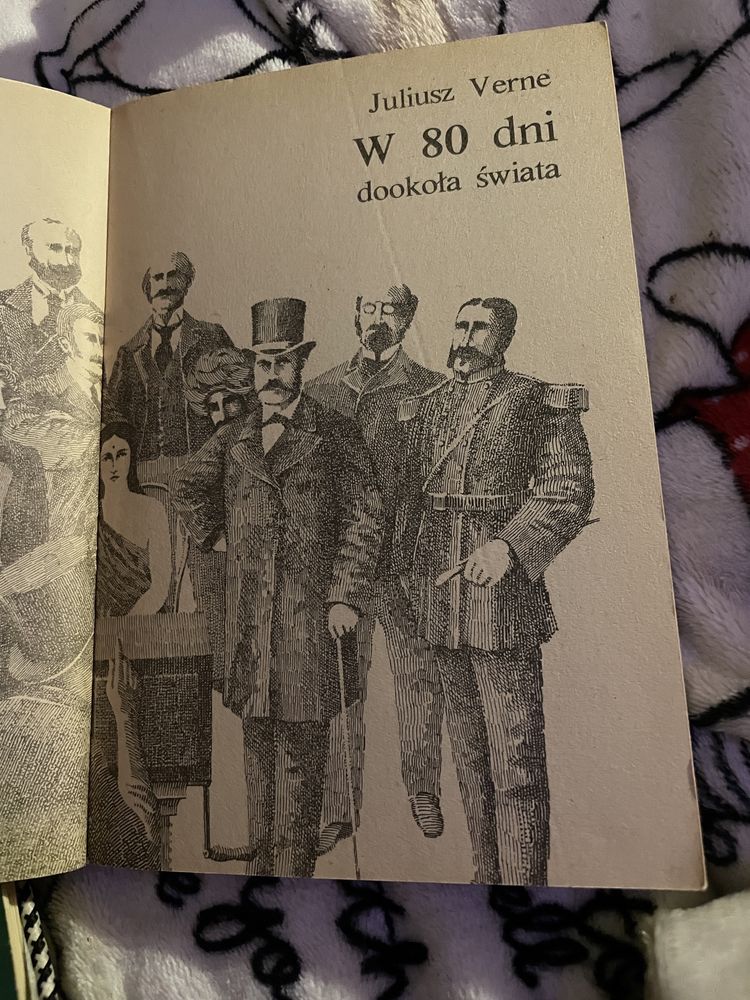 Juliusz Verne
W 80 dni
dookoła świata